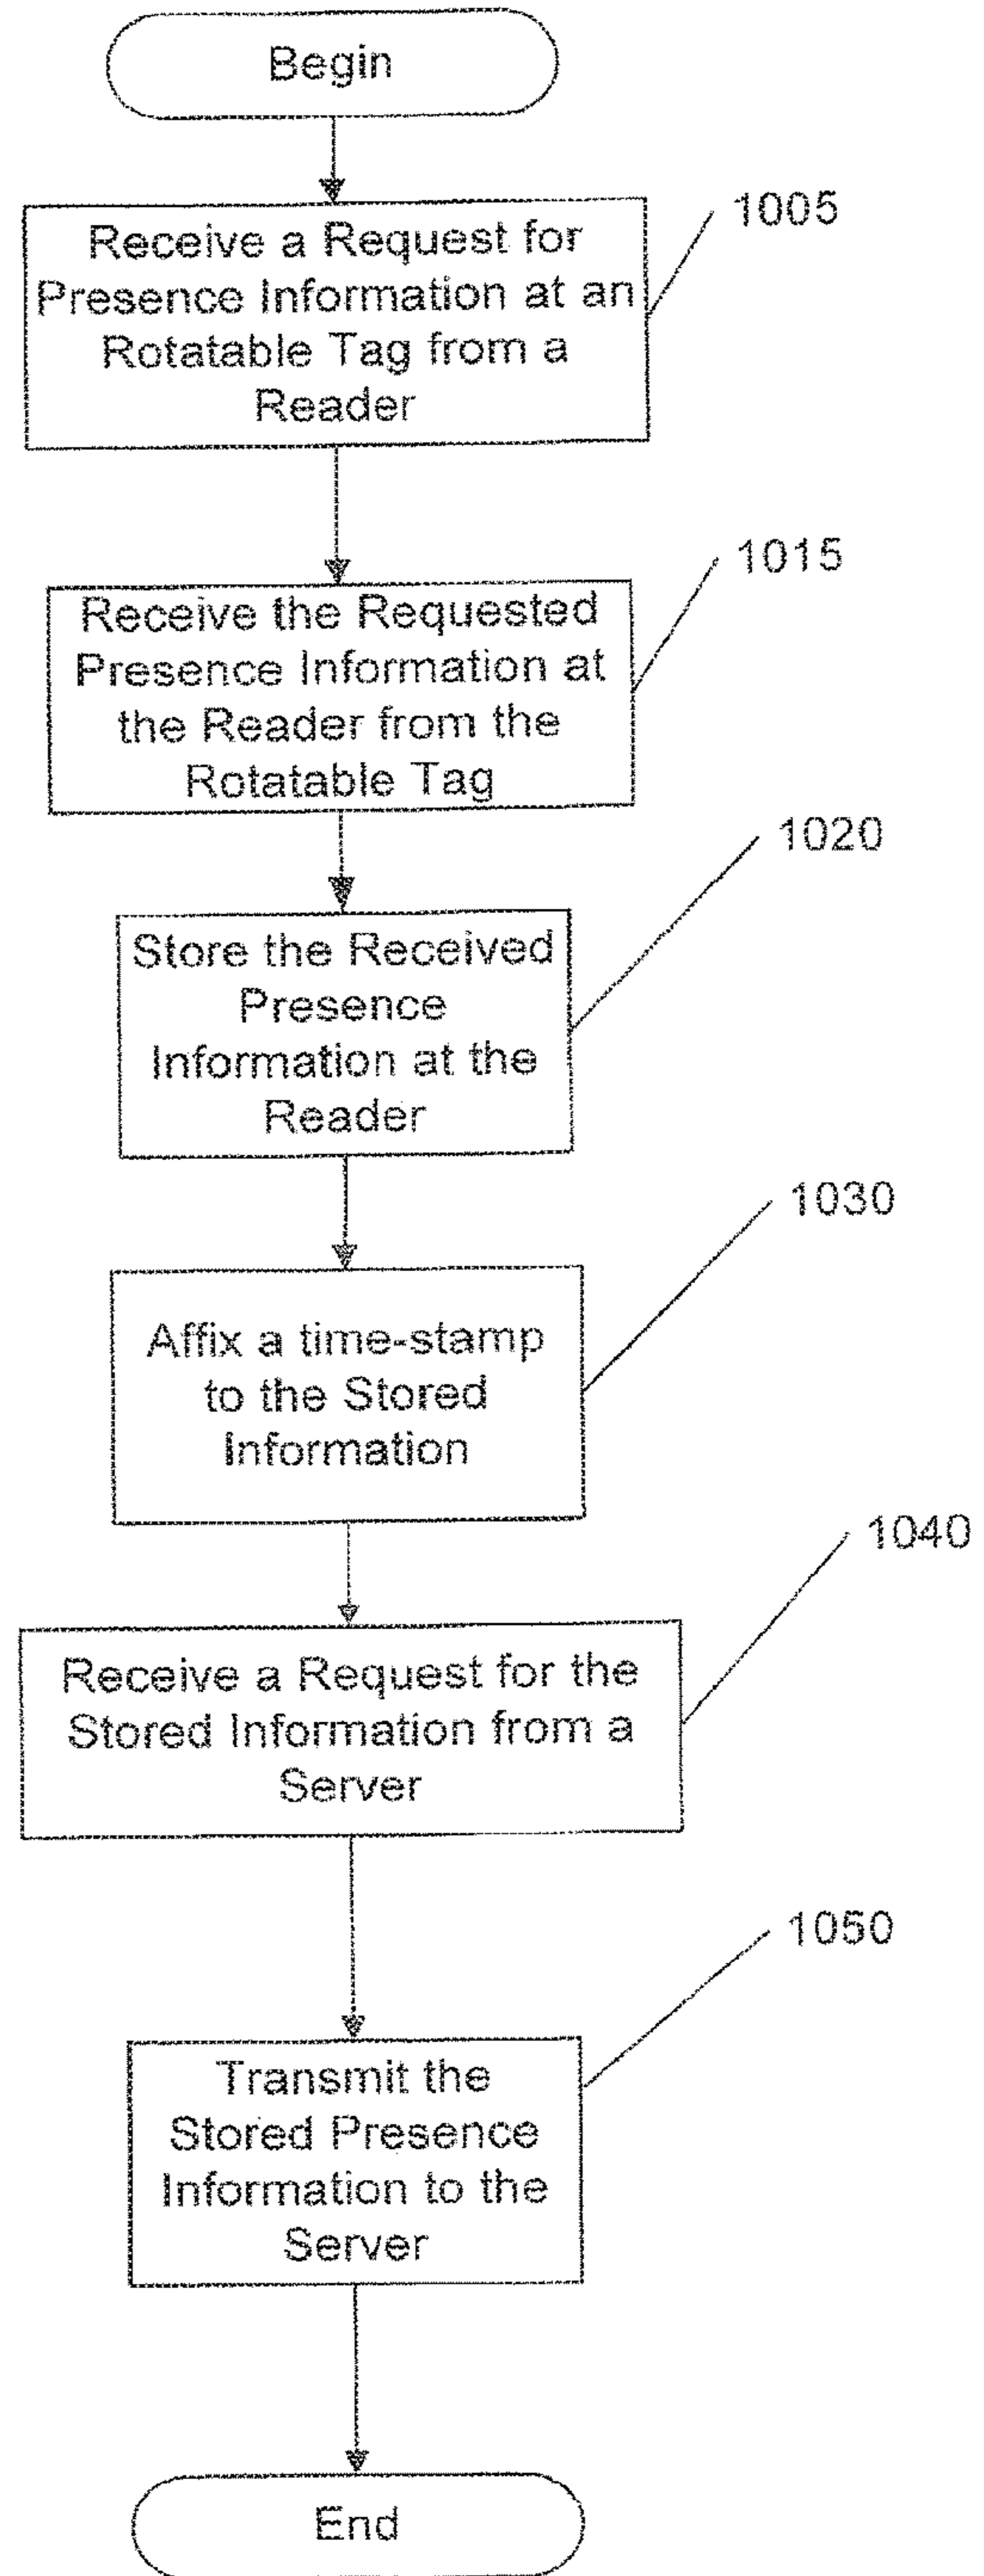 Begin
1005
Receive a Request for
Presence Information at an
Rotatable Tag from a
Reader
1015
Receive the Requested
Presence Information at
the Reader from the
Rotatable Tag
1020
Store the Received
Presence
Information at the
Reader
1030
Affix a time-stamp
to the Stored
Information
1040
Receive a Request for the
Stored Information from a
Server
1050
Transmit the
Stored Presence
Information to the
Server
End